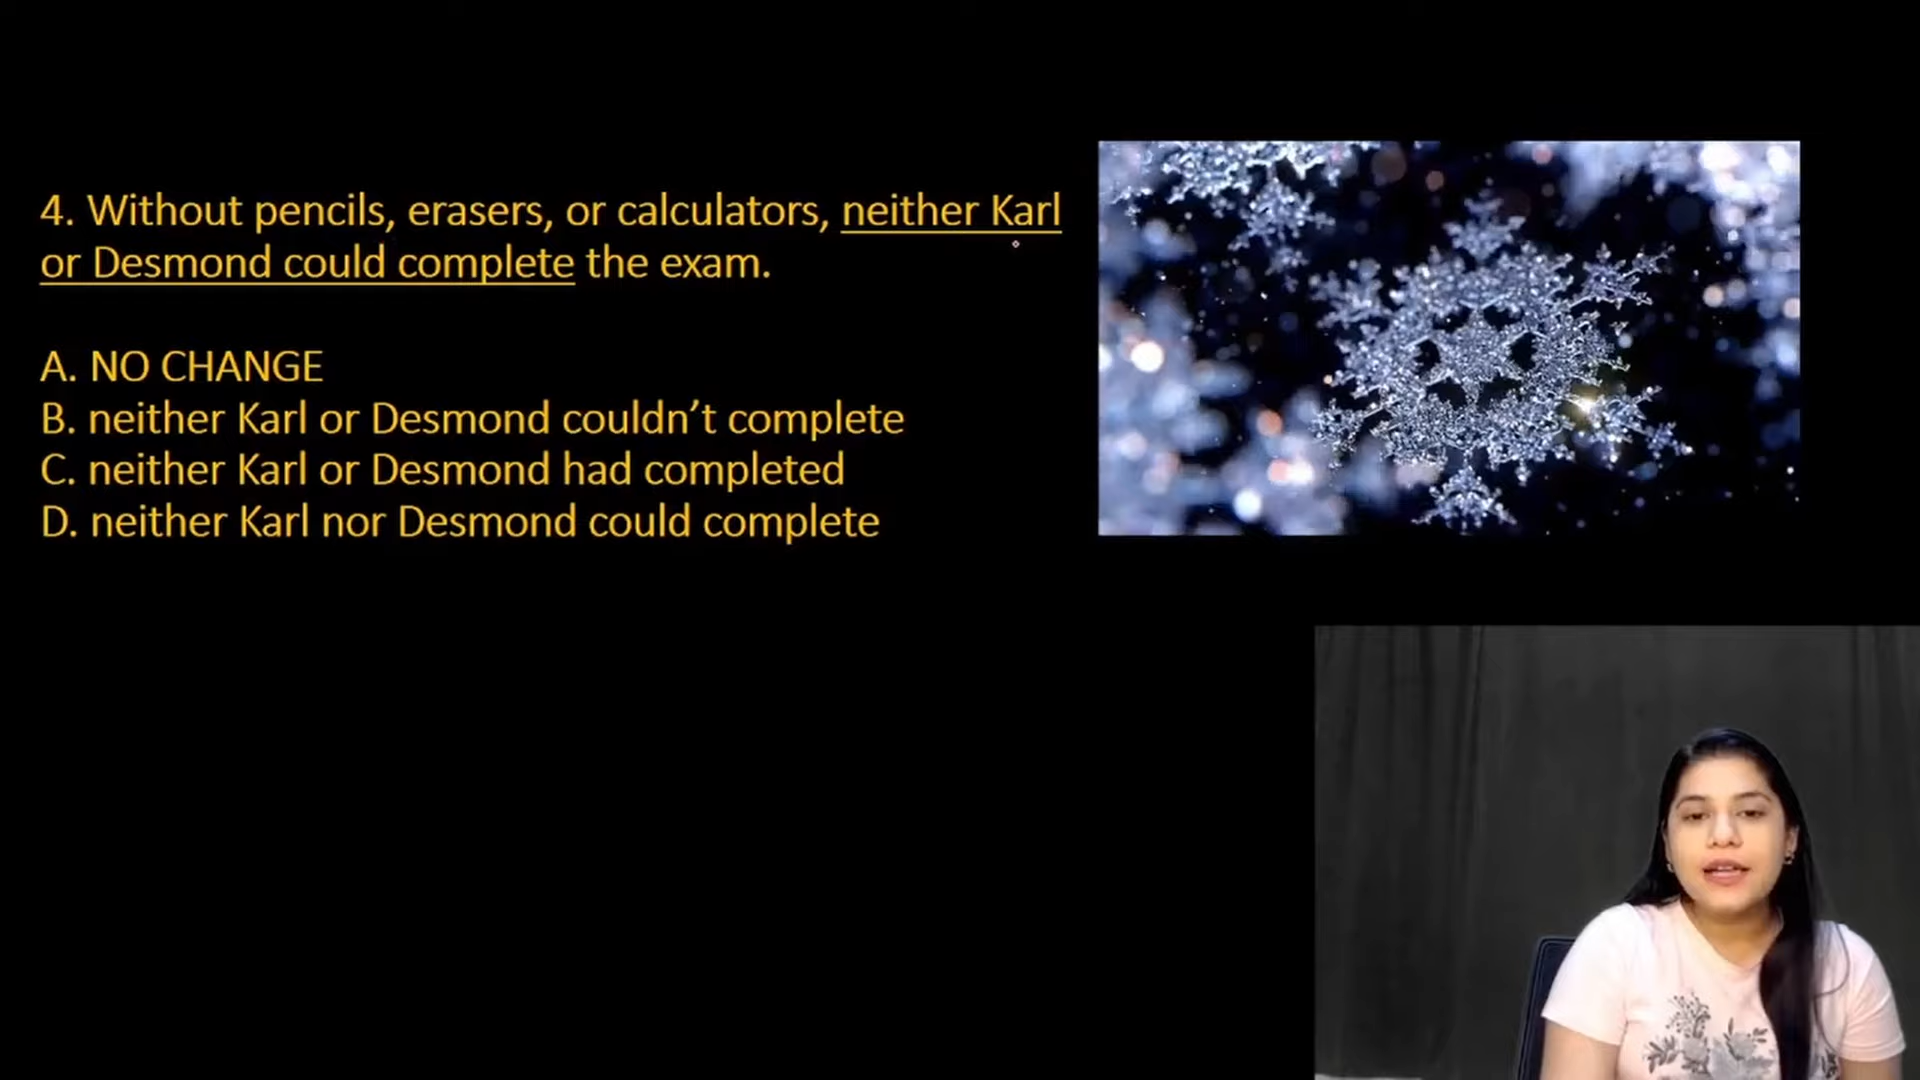 4. Without pencils, erasers, or calculators, neither Karl
or Desmond could complete the exam.
A. NO CHANGE
B. neither Karl or Desmond couldn’t complete
C. neither Karl or Desmond had completed
D. neither Karl nor Desmond could complete